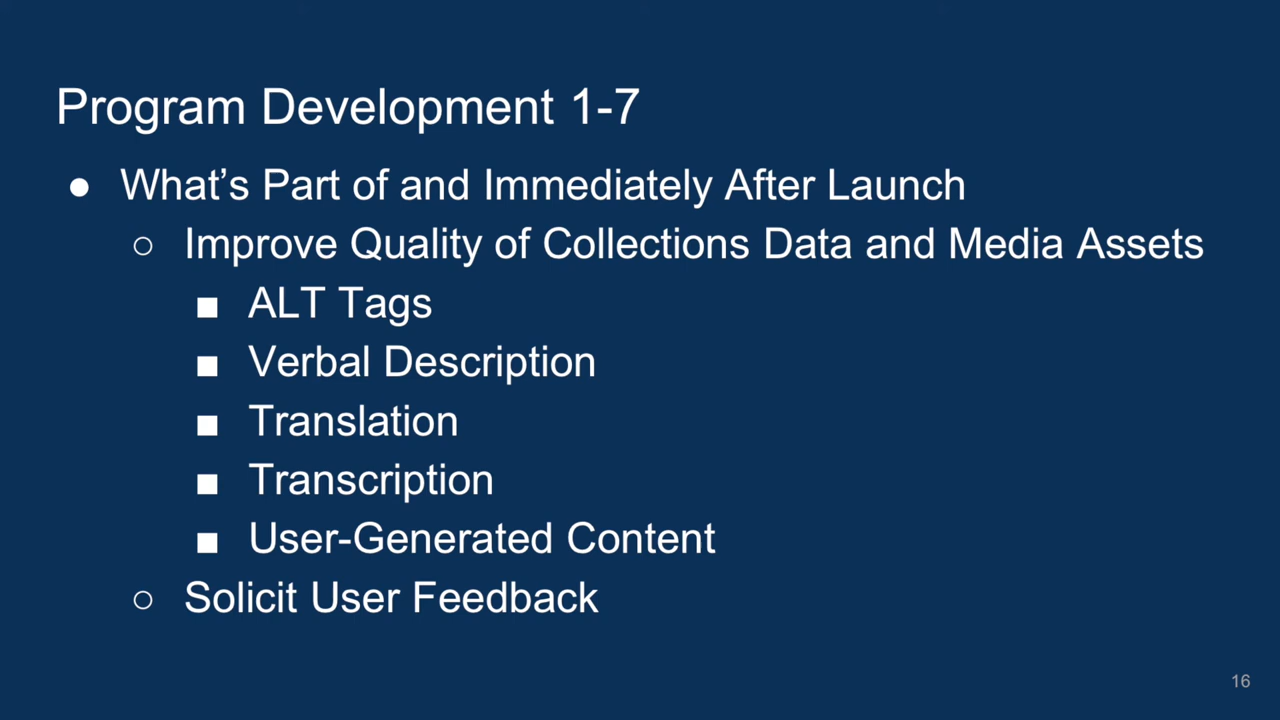 Program Development 1-7
● What’s Part of and Immediately After Launch
○ Improve Quality of Collections Data and Media Assets
■ ALT Tags
■ Verbal Description
■ Translation
■ Transcription
■ User-Generated Content
○ Solicit User Feedback
16